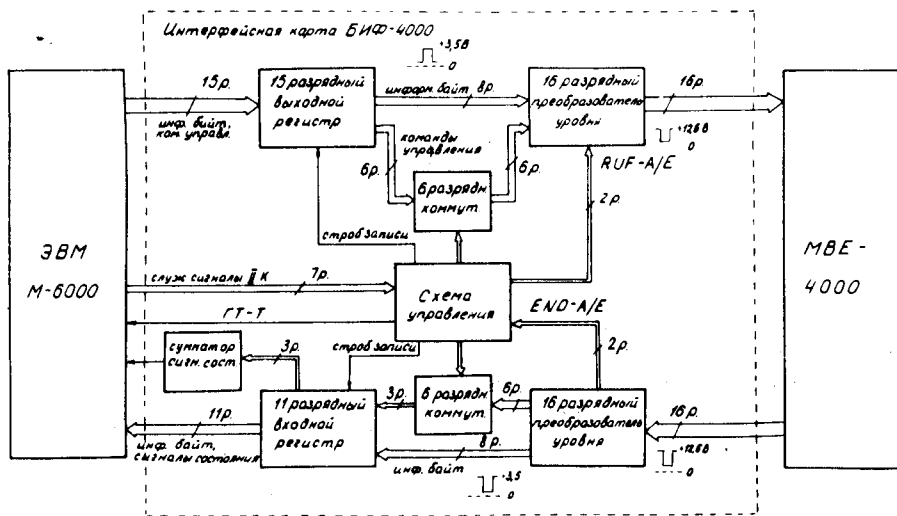 Интерфейсная карта БИФ-4000
+3,5В
0
15р.
инф. байт,
ком. управл.
15 разрядный
выходной
регистр
информ. байт
8р.
16 разрядный
преобразователь
уровня
16р.
+12.6 В
0
команды
управления
6р.
6 разрядн
коммут.
6р.
RUF-A/E
2р.
строб записи
ЭВМ
М-6000
МВЕ-
4000
служ сигналы II К
7р.
Схема
управления
ГТ-Т
END-A/E
2р.
строб записи
сумматор
сигн. сост.
3р.
11р.
инф. байт,
сигналы состояния
11 разрядный
входной
регистр
3р.
6 разрядн
коммут.
6р.
8р.
инф. байт
16 разрядный
преобразователь
уровня
16р.
+12.6 В
0
+3,5
0